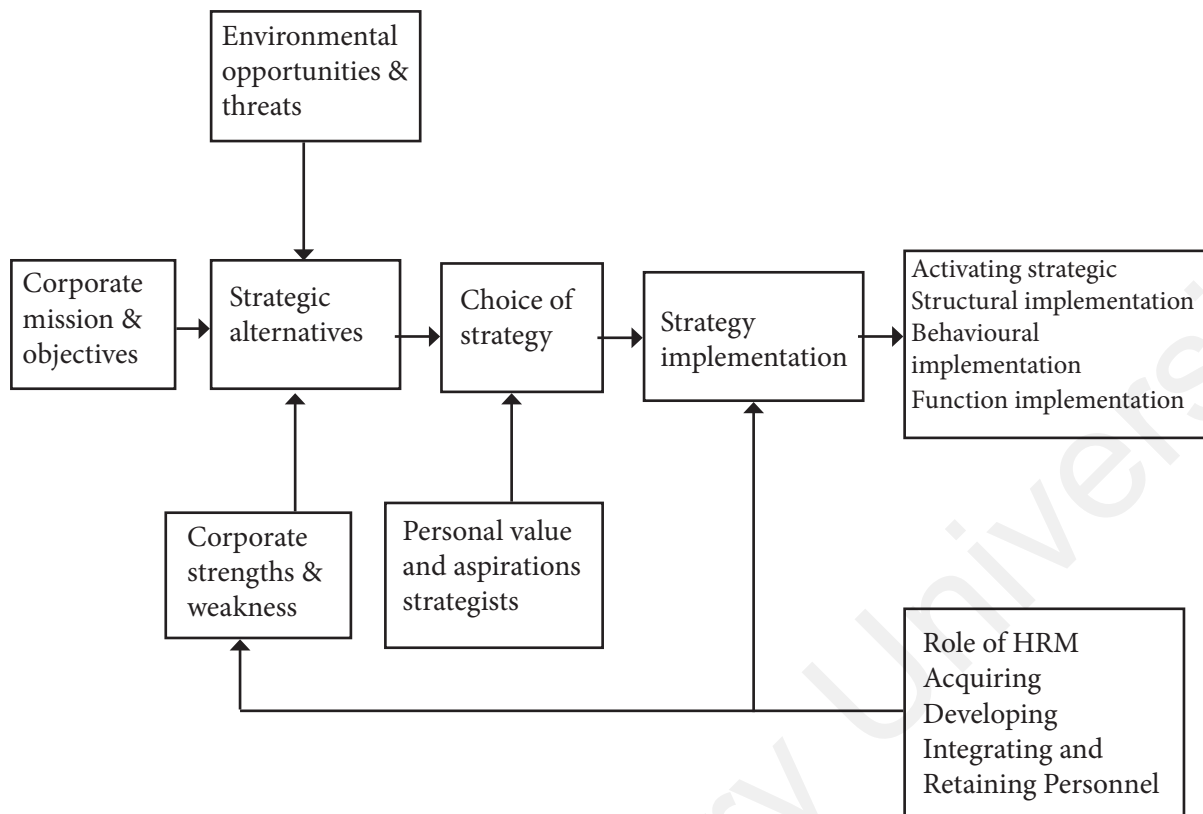 Environmental
opportunities &
threats
Corporate
mission &
objectives
Strategic
alternatives
Choice of
strategy
Strategy
implementation
Activating strategic
Structural implementation
Behavioural
implementation
Function implementation
Corporate
strengths &
weakness
Personal value
and aspirations
strategists
Role of HRM
Acquiring
Developing
Integrating and
Retaining Personnel